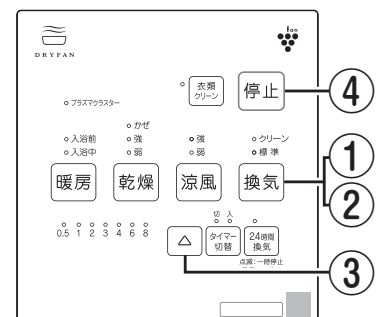 ion
DRYFAN
衣類
クリーン
停止
④
プラズマクラスター
かぜ
入浴前
強
強
クリーン
入浴中
弱
弱
標準
暖房
乾燥
涼風
換気
①
②
切 入
0.5 1 2 3 4 6 8
△
タイマー
切替
24時間
換気
点滅:一時停止
③